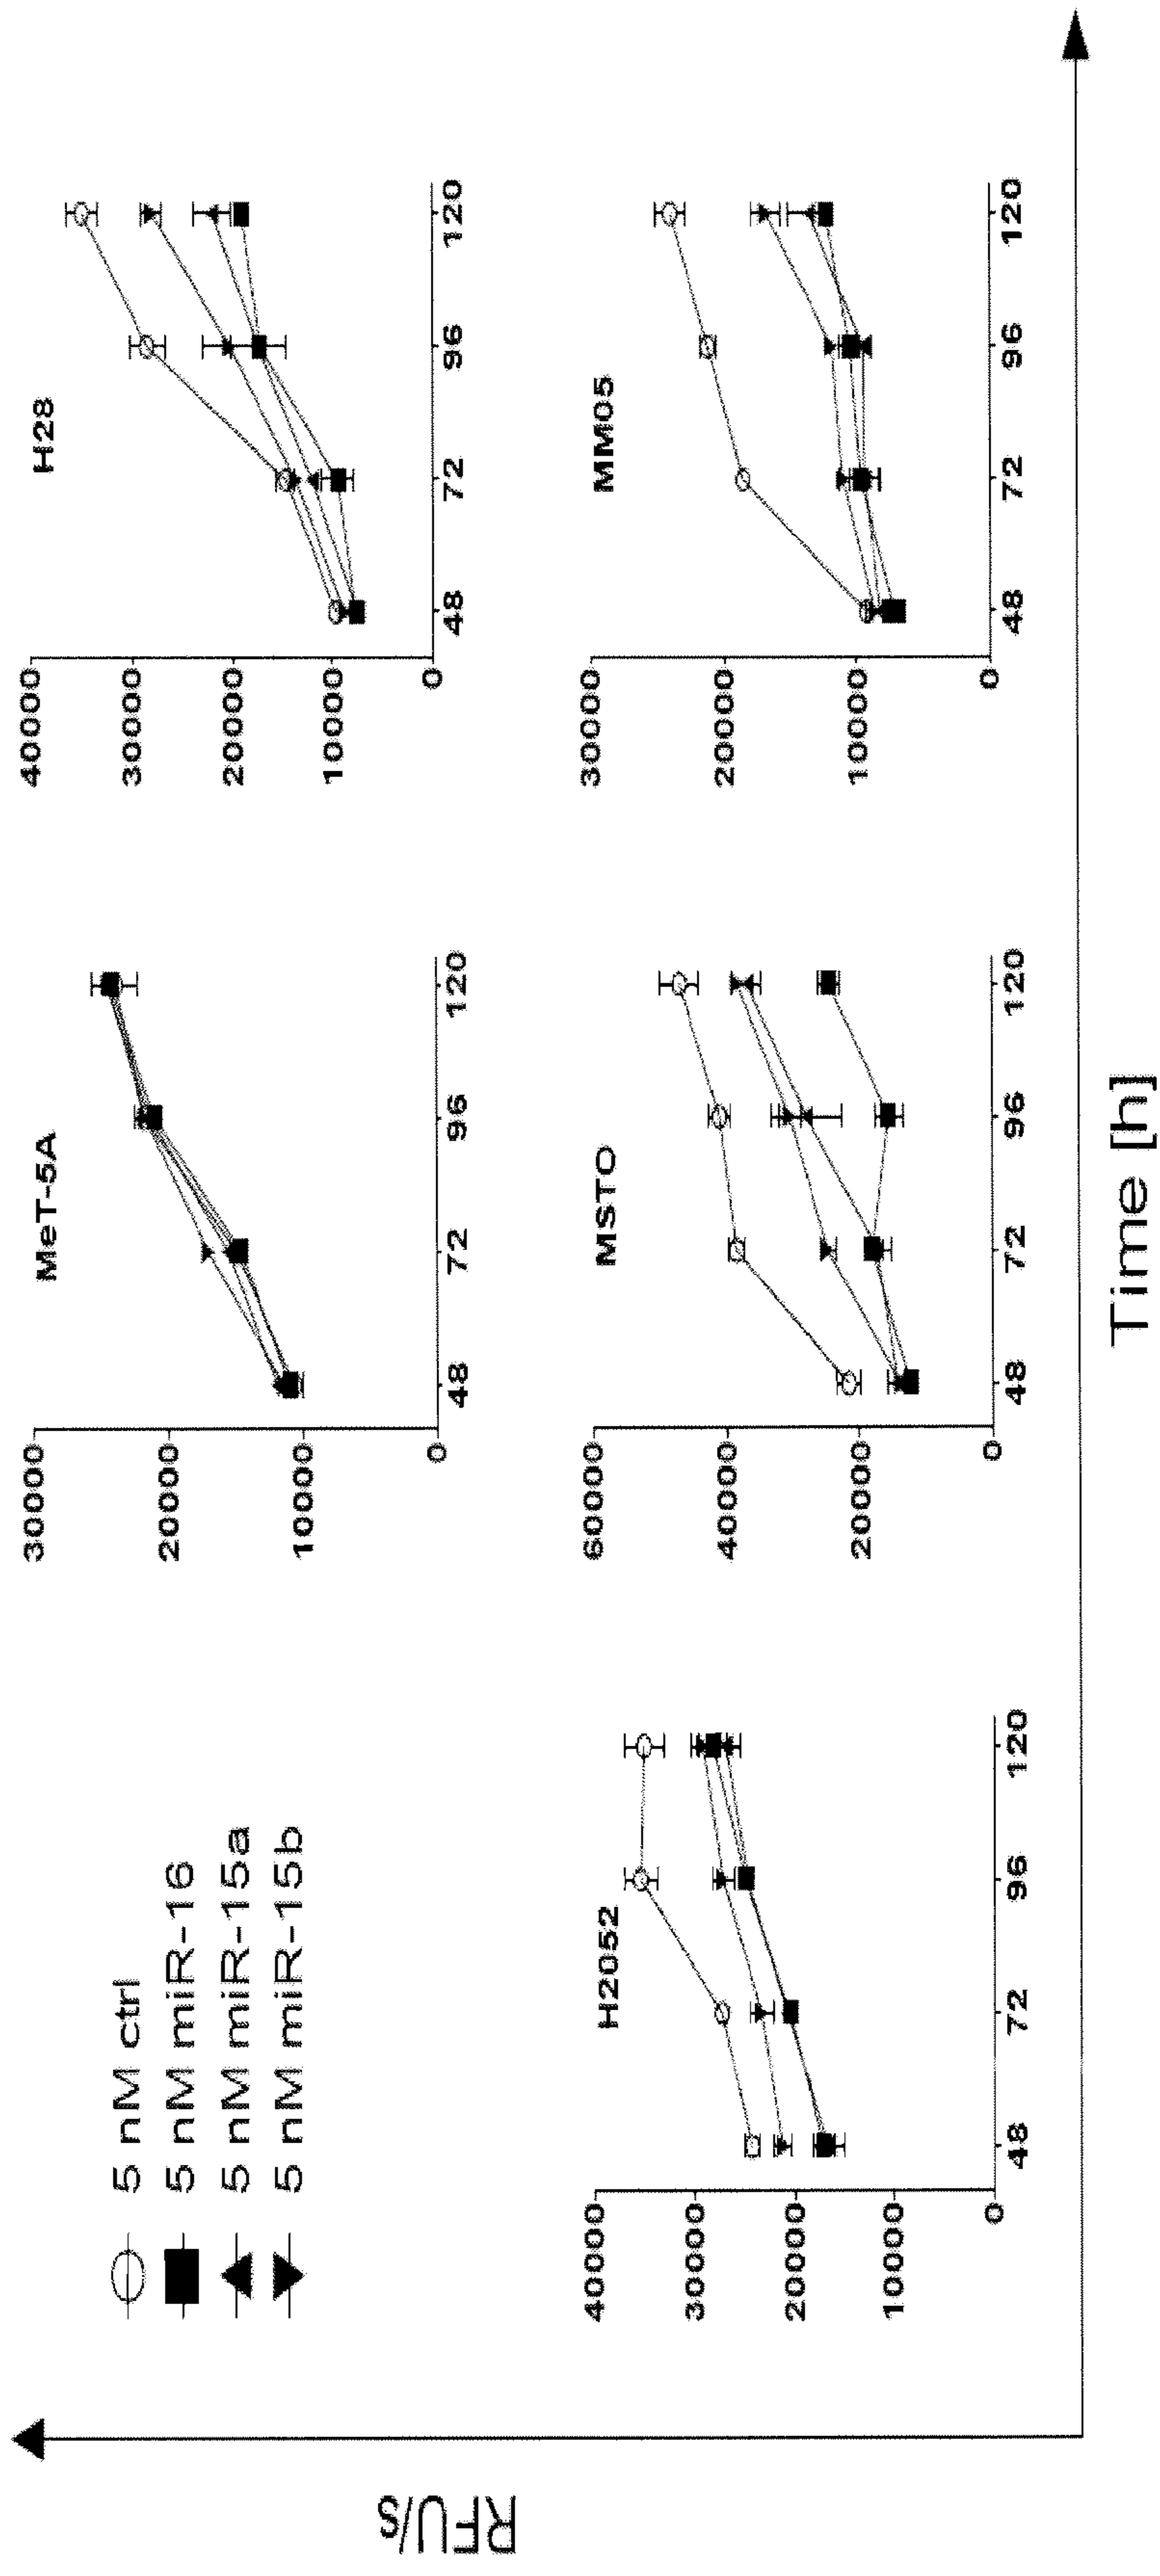 RFU/s
5 nM ctrl
5 nM miR-16
5 nM miR-15a
5 nM miR-15b
MeT-5A
30000
20000
10000
0
48 72 96 120
H28
40000
30000
20000
10000
0
48 72 96 120
H2052
40000
30000
20000
10000
0
48 72 96 120
MSTO
60000
40000
20000
0
48 72 96 120
MM05
30000
20000
10000
0
48 72 96 120
Time [h]